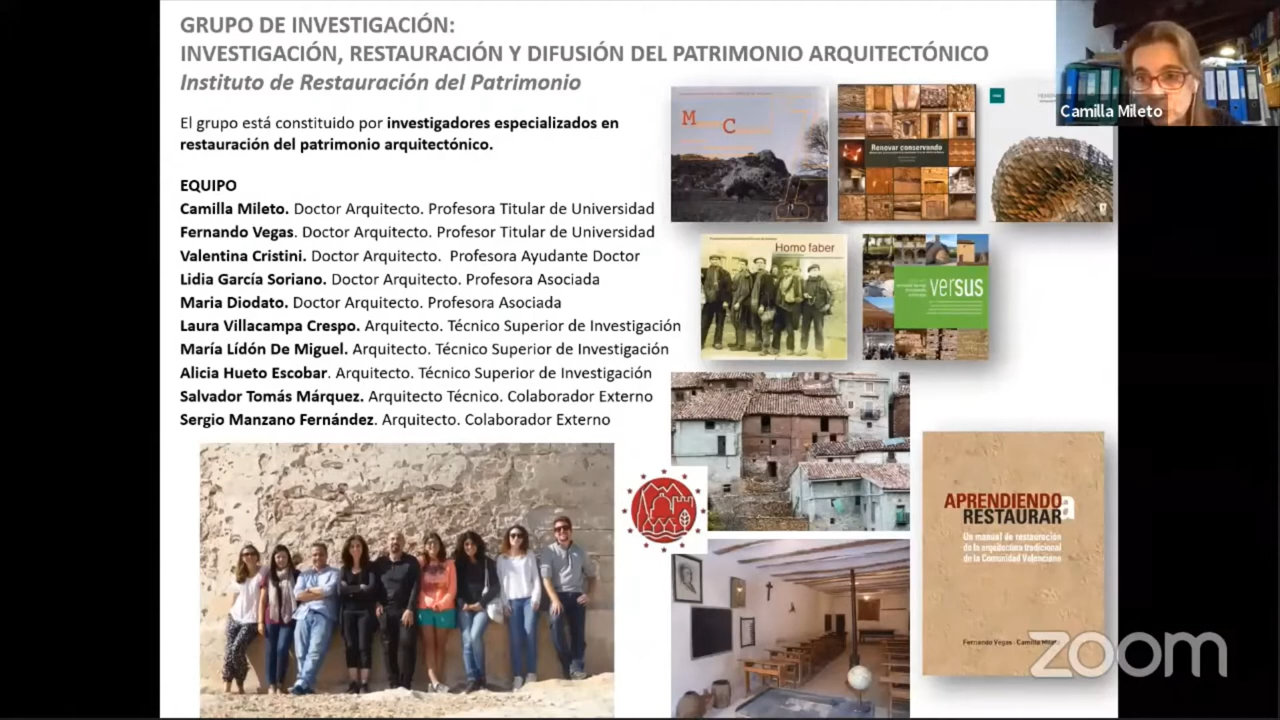 GRUPO DE INVESTIGACIÓN:
INVESTIGACIÓN, RESTAURACIÓN Y DIFUSIÓN DEL PATRIMONIO ARQUITECTÓNICO
Instituto de Restauración del Patrimonio
El grupo está constituido por investigadores especializados en
restauración del patrimonio arquitectónico.
EQUIPO
Camilla Mileto. Doctor Arquitecto. Profesora Titular de Universidad
Fernando Vegas. Doctor Arquitecto. Profesor Titular de Universidad
Valentina Cristini. Doctor Arquitecto. Profesora Ayudante Doctor
Lidia García Soriano. Doctor Arquitecto. Profesora Asociada
Maria Diodato. Doctor Arquitecto. Profesora Asociada
Laura Villacampa Crespo. Arquitecto. Técnico Superior de Investigación
María Lídón De Miguel. Arquitecto. Técnico Superior de Investigación
Alicia Hueto Escobar. Arquitecto. Técnico Superior de Investigación
Salvador Tomás Márquez. Arquitecto Técnico. Colaborador Externo
Sergio Manzano Fernández. Arquitecto. Colaborador Externo
Camilla Mileto
M
C
Renovar conservando
Homo faber
versus
APRENDIENDO a
RESTAURAR
Un manual de restauración
de la arquitectura tradicional
de la Comunidad Valenciana
Fernando Vegas - Camilla Mileto
zoom